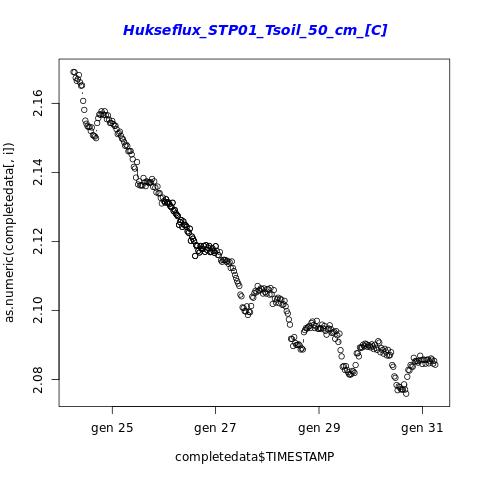 Hukseflux_STP01_Tsoil_50_cm_[C]
as.numeric(completedata[, i])
2.16
2.14
2.12
2.10
2.08
gen 25
gen 27
gen 29
gen 31
completedata$TIMESTAMP